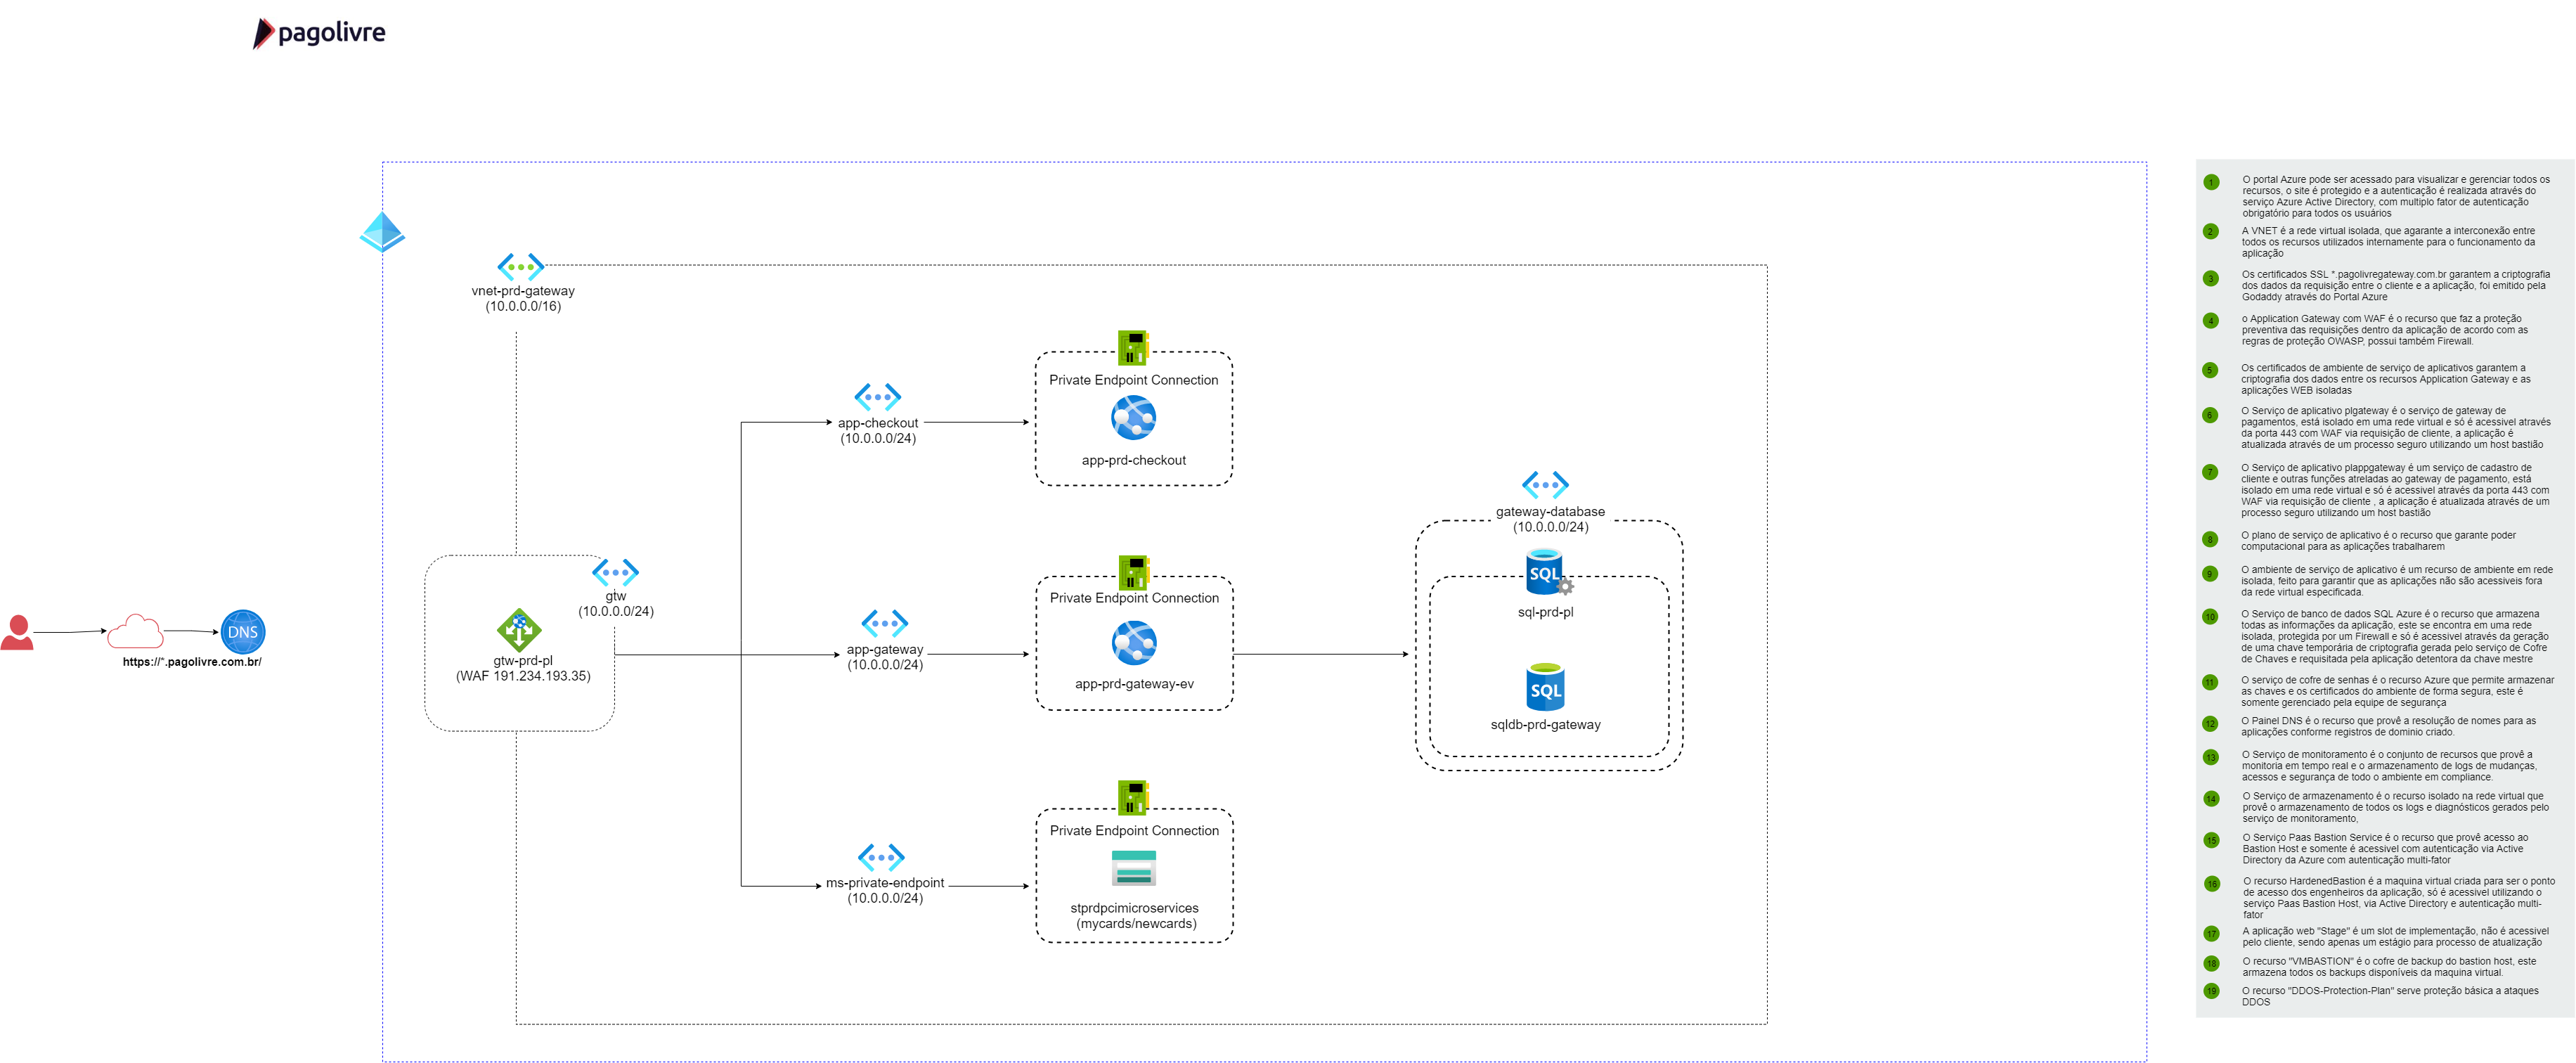 pagolivre
vnet-prd-gateway
(10.0.0.0/16)
https://*.pagolivre.com.br/
DNS
gtw-prd-pl
(WAF 191.234.193.35)
gtw
(10.0.0.0/24)
app-checkout
(10.0.0.0/24)
Private Endpoint Connection
app-prd-checkout
app-gateway
(10.0.0.0/24)
Private Endpoint Connection
app-prd-gateway-ev
ms-private-endpoint
(10.0.0.0/24)
Private Endpoint Connection
stprdpcimicroservices
(mycards/newcards)
gateway-database
(10.0.0.0/24)
SQL
sql-prd-pl
SQL
sqldb-prd-gateway
1
O portal Azure pode ser acessado para visualizar e gerenciar todos os
recursos, o site é protegido e a autenticação é realizada através do
serviço Azure Active Directory, com multiplo fator de autenticação
obrigatório para todos os usuários
2
A VNET é a rede virtual isolada, que agarante a interconexão entre
todos os recursos utilizados internamente para o funcionamento da
aplicação
3
Os certificados SSL *.pagolivregateway.com.br garantem a criptografia
dos dados da requisição entre o cliente e a aplicação, foi emitido pela
Godaddy através do Portal Azure
4
o Application Gateway com WAF é o recurso que faz a proteção
preventiva das requisições dentro da aplicação de acordo com as
regras de proteção OWASP, possui também Firewall.
5
Os certificados de ambiente de serviço de aplicativos garantem a
criptografia dos dados entre os recursos Application Gateway e as
aplicações WEB isoladas
6
O Serviço de aplicativo plgateway é o serviço de gateway de
pagamentos, está isolado em uma rede virtual e só é acessivel através
da porta 443 com WAF via requisição de cliente, a aplicação é
atualizada através de um processo seguro utilizando um host bastião
7
O Serviço de aplicativo plappgateway é um serviço de cadastro de
cliente e outras funções atreladas ao gateway de pagamento, está
isolado em uma rede virtual e só é acessivel através da porta 443 com
WAF via requisição de cliente , a aplicação é atualizada através de um
processo seguro utilizando um host bastião
8
O plano de serviço de aplicativo é o recurso que garante poder
computacional para as aplicações trabalharem
9
O ambiente de serviço de aplicativo é um recurso de ambiente em rede
isolada, feito para garantir que as aplicações não são acessiveis fora
da rede virtual especificada.
10
O Serviço de banco de dados SQL Azure é o recurso que armazena
todas as informações da aplicação, este se encontra em uma rede
isolada, protegida por um Firewall e só é acessivel através da geração
de uma chave temporária de criptografia gerada pelo serviço de Cofre
de Chaves e requisitada pela aplicação detentora da chave mestre
11
O serviço de cofre de senhas é o recurso Azure que permite armazenar
as chaves e os certificados do ambiente de forma segura, este é
somente gerenciado pela equipe de segurança
12
O Painel DNS é o recurso que provê a resolução de nomes para as
aplicações conforme registros de dominio criado.
13
O Serviço de monitoramento é o conjunto de recursos que provê a
monitoria em tempo real e o armazenamento de logs de mudanças,
acessos e segurança de todo o ambiente em compliance.
14
O Serviço de armazenamento é o recurso isolado na rede virtual que
provê o armazenamento de todos os logs e diagnósticos gerados pelo
serviço de monitoramento,
15
O Serviço Paas Bastion Service é o recurso que provê acesso ao
Bastion Host e somente é acessivel com autenticação via Active
Directory da Azure com autenticação multi-fator
16
O recurso HardenedBastion é a maquina virtual criada para ser o ponto
de acesso dos engenheiros da aplicação, só é acessivel utilizando o
serviço Paas Bastion Host, via Active Directory e autenticação multi-
fator
17
A aplicação web "Stage" é um slot de implementação, não é acessivel
pelo cliente, sendo apenas um estágio para processo de atualização
18
O recurso "VMBASTION" é o cofre de backup do bastion host, este
armazena todos os backups disponíveis da maquina virtual.
19
O recurso "DDOS-Protection-Plan" serve proteção básica a ataques
DDOS